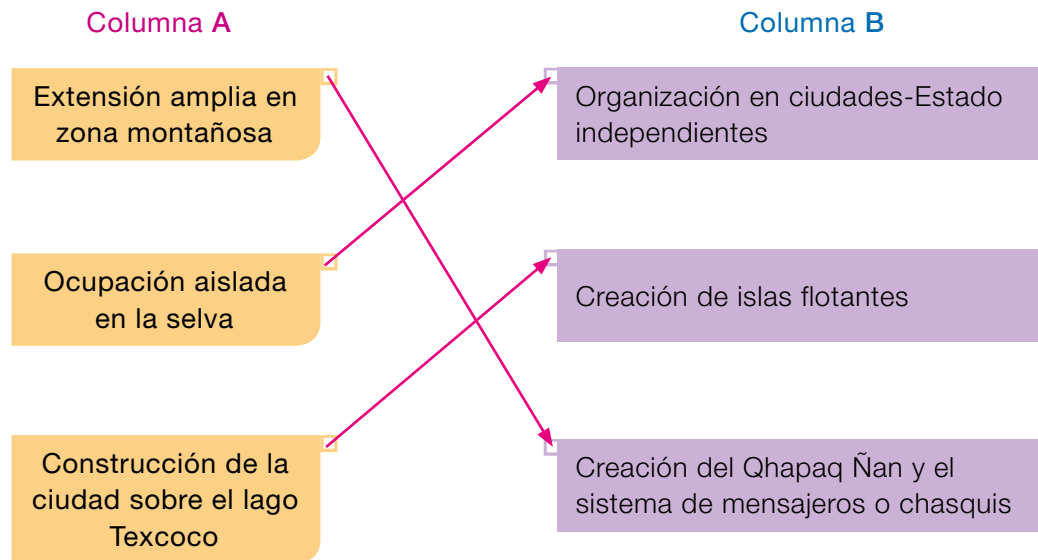 Columna A
Columna B
Extensión amplia en
zona montañosa
Organización en ciudades-Estado
independientes
Ocupación aislada
en la selva
Creación de islas flotantes
Construcción de la
ciudad sobre el lago
Texcoco
Creación del Qhapaq Ñan y el
sistema de mensajeros o chasquis